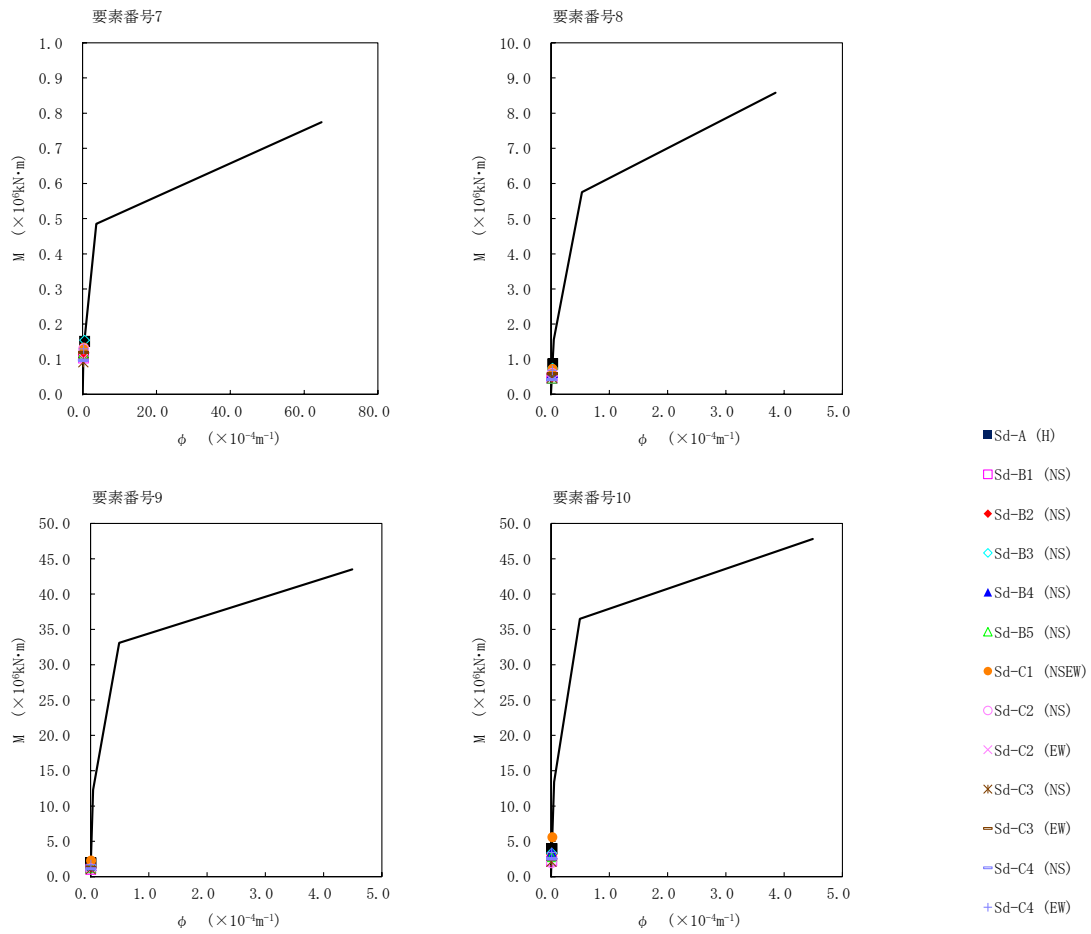 要素番号7
1.0
0.9
0.8
0.7
0.6
0.5
0.4
0.3
0.2
0.1
0.0
M (×10⁶kN・m)
0.0 20.0 40.0 60.0 80.0
φ (×10⁻⁴m⁻¹)
要素番号8
10.0
9.0
8.0
7.0
6.0
5.0
4.0
3.0
2.0
1.0
0.0
M (×10⁶kN・m)
0.0 1.0 2.0 3.0 4.0 5.0
φ (×10⁻⁴m⁻¹)
要素番号9
50.0
45.0
40.0
35.0
30.0
25.0
20.0
15.0
10.0
5.0
0.0
M (×10⁶kN・m)
0.0 1.0 2.0 3.0 4.0 5.0
φ (×10⁻⁴m⁻¹)
要素番号10
50.0
45.0
40.0
35.0
30.0
25.0
20.0
15.0
10.0
5.0
0.0
M (×10⁶kN・m)
0.0 1.0 2.0 3.0 4.0 5.0
φ (×10⁻⁴m⁻¹)
Sd-A (H)
Sd-B1 (NS)
Sd-B2 (NS)
Sd-B3 (NS)
Sd-B4 (NS)
Sd-B5 (NS)
Sd-C1 (NSEW)
Sd-C2 (NS)
Sd-C2 (EW)
Sd-C3 (NS)
Sd-C3 (EW)
Sd-C4 (NS)
Sd-C4 (EW)